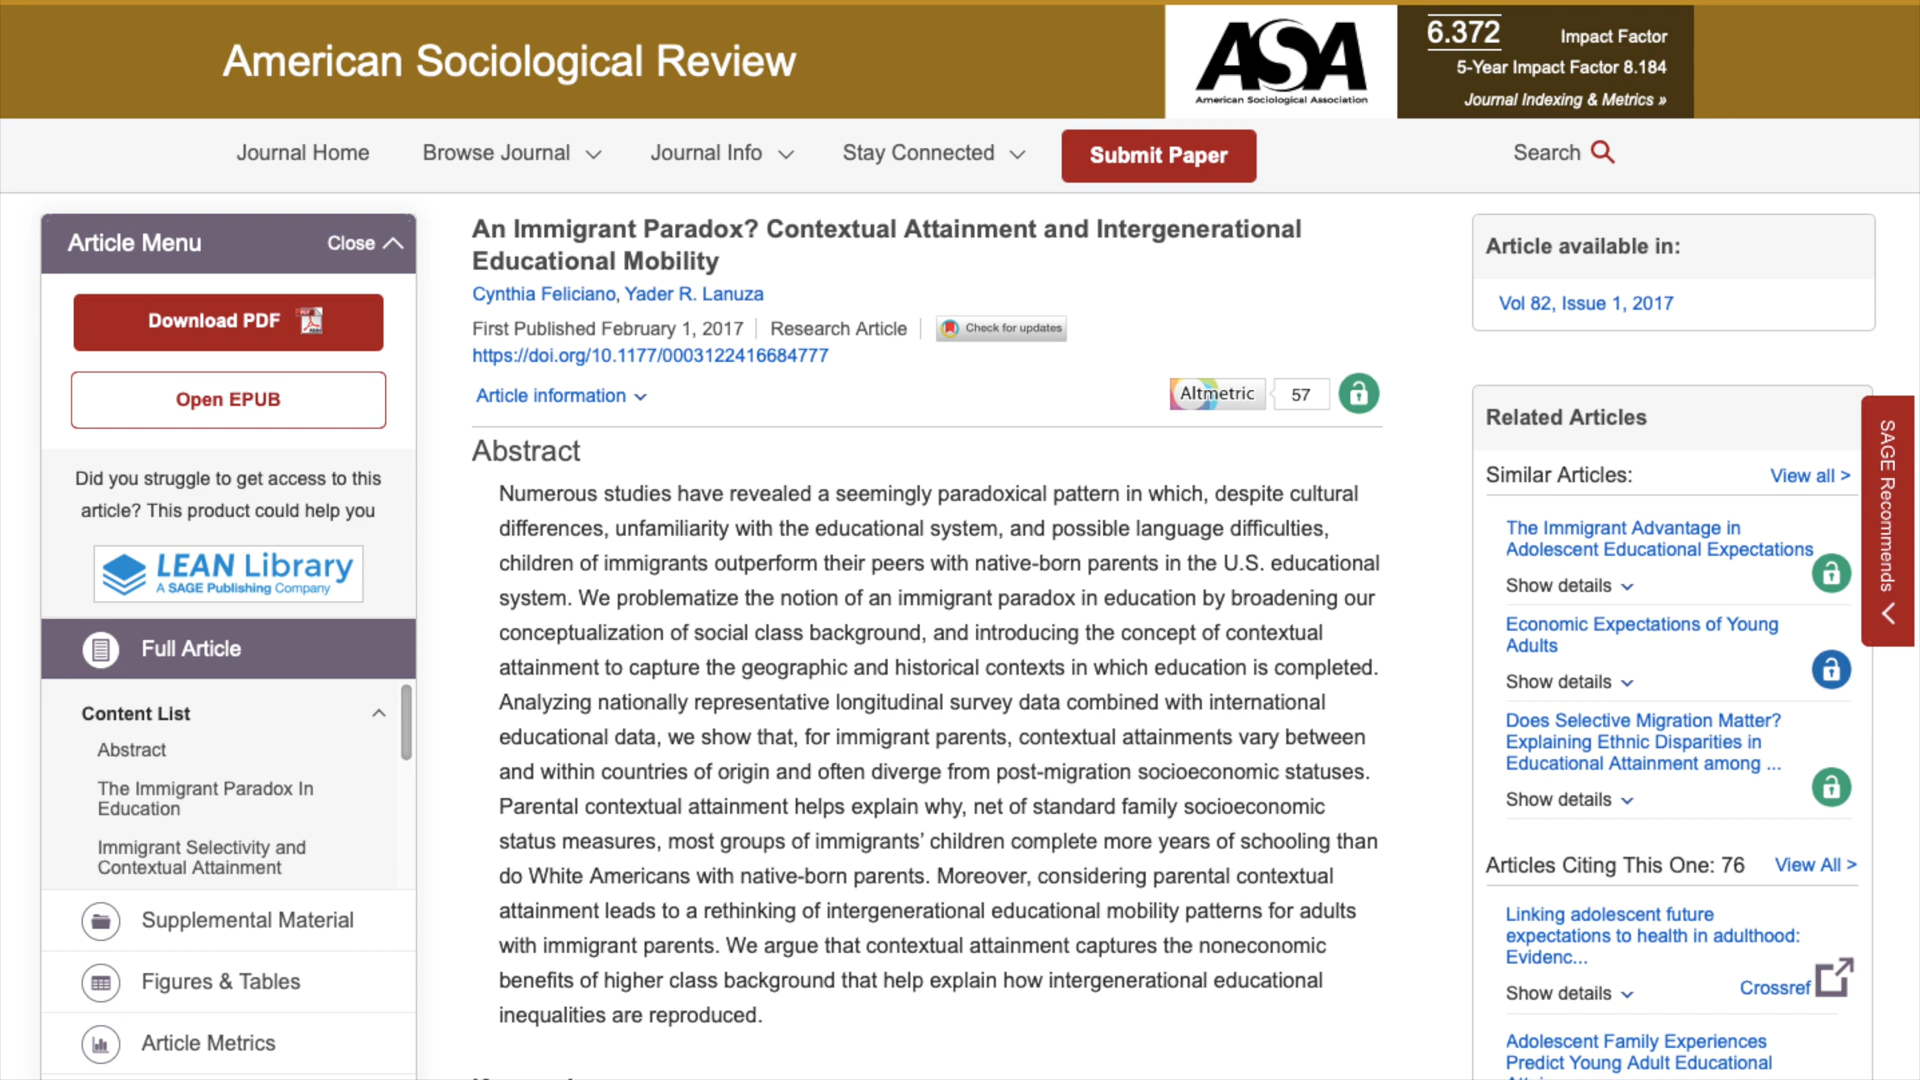 American Sociological Review
ASA
American Sociological Association
6.372 Impact Factor
5-Year Impact Factor 8.184
Journal Indexing & Metrics »
Journal Home
Browse Journal
Journal Info
Stay Connected
Submit Paper
Search
Article Menu
Close
Download PDF
Open EPUB
Did you struggle to get access to this
article? This product could help you
LEAN Library
A SAGE Publishing Company
Full Article
Content List
Abstract
The Immigrant Paradox In
Education
Immigrant Selectivity and
Contextual Attainment
Supplemental Material
Figures & Tables
Article Metrics
An Immigrant Paradox? Contextual Attainment and Intergenerational
Educational Mobility
Cynthia Feliciano, Yader R. Lanuza
First Published February 1, 2017
Research Article
Check for updates
https://doi.org/10.1177/0003122416684777
Article information
Altmetric
57
Abstract
Numerous studies have revealed a seemingly paradoxical pattern in which, despite cultural
differences, unfamiliarity with the educational system, and possible language difficulties,
children of immigrants outperform their peers with native-born parents in the U.S. educational
system. We problematize the notion of an immigrant paradox in education by broadening our
conceptualization of social class background, and introducing the concept of contextual
attainment to capture the geographic and historical contexts in which education is completed.
Analyzing nationally representative longitudinal survey data combined with international
educational data, we show that, for immigrant parents, contextual attainments vary between
and within countries of origin and often diverge from post-migration socioeconomic statuses.
Parental contextual attainment helps explain why, net of standard family socioeconomic
status measures, most groups of immigrants' children complete more years of schooling than
do White Americans with native-born parents. Moreover, considering parental contextual
attainment leads to a rethinking of intergenerational educational mobility patterns for adults
with immigrant parents. We argue that contextual attainment captures the noneconomic
benefits of higher class background that help explain how intergenerational educational
inequalities are reproduced.
Article available in:
Vol 82, Issue 1, 2017
Related Articles
Similar Articles:
View all >
The Immigrant Advantage in
Adolescent Educational Expectations
Show details
Economic Expectations of Young
Adults
Show details
Does Selective Migration Matter?
Explaining Ethnic Disparities in
Educational Attainment among ...
Show details
Articles Citing This One: 76
View All >
Linking adolescent future
expectations to health in adulthood:
Evidenc...
Crossref
Show details
Adolescent Family Experiences
Predict Young Adult Educational
SAGE Recommends